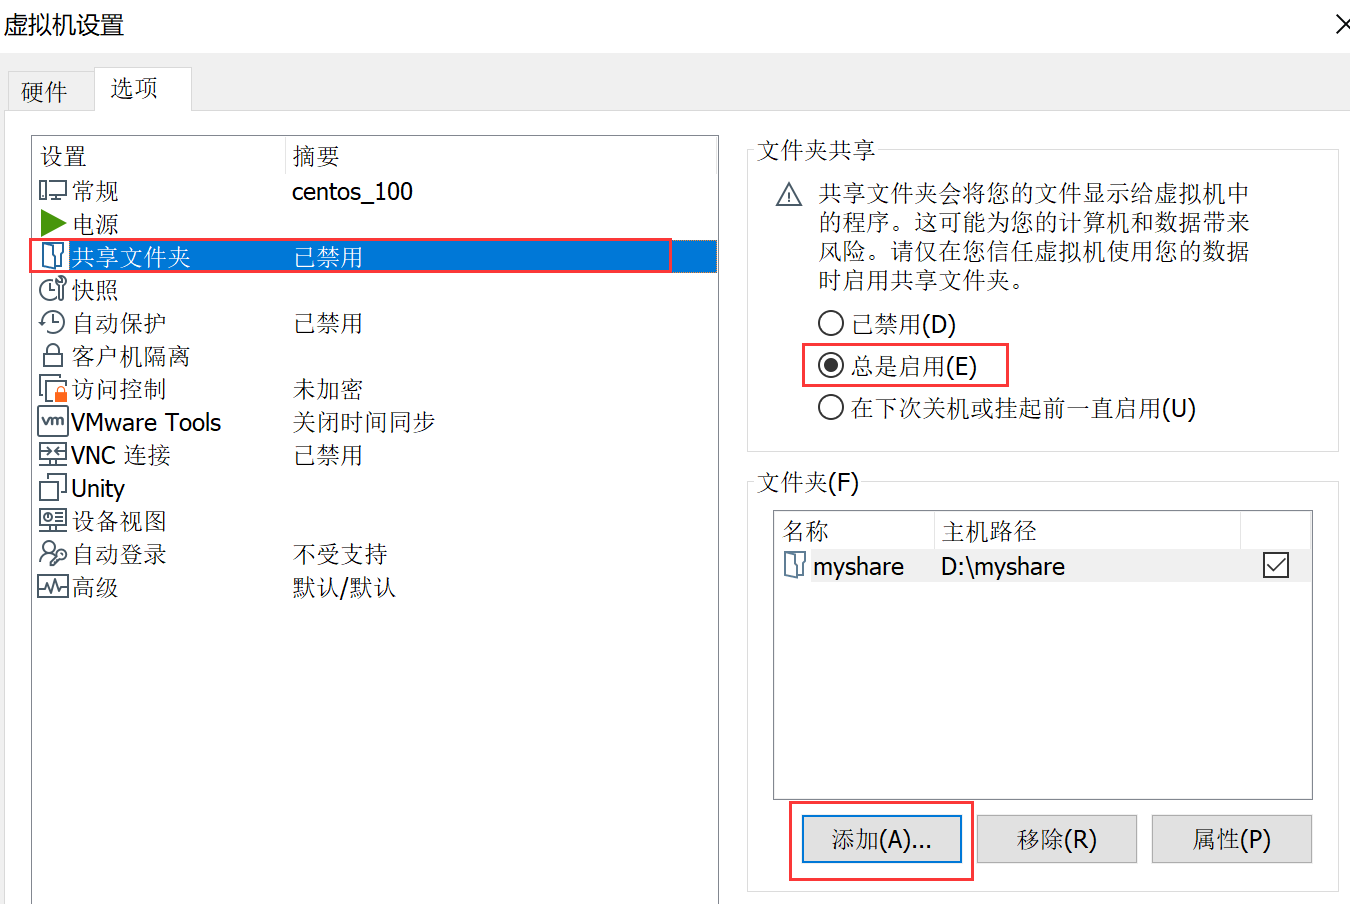 虚拟机设置
硬件
选项
设置 摘要
常规 centos_100
电源
共享文件夹 已禁用
快照
自动保护 已禁用
客户机隔离
访问控制 未加密
VMware Tools 关闭时间同步
VNC 连接 已禁用
Unity
设备视图
自动登录 不受支持
高级 默认/默认
文件夹共享
共享文件夹会将您的文件显示给虚拟机中
的程序。这可能为您的计算机和数据带来
风险。请仅在您信任虚拟机使用您的数据
时启用共享文件夹。
已禁用(D)
总是启用(E)
在下次关机或挂起前一直启用(U)
文件夹(F)
名称 主机路径
myshare D:\myshare
添加(A)... 移除(R) 属性(P)